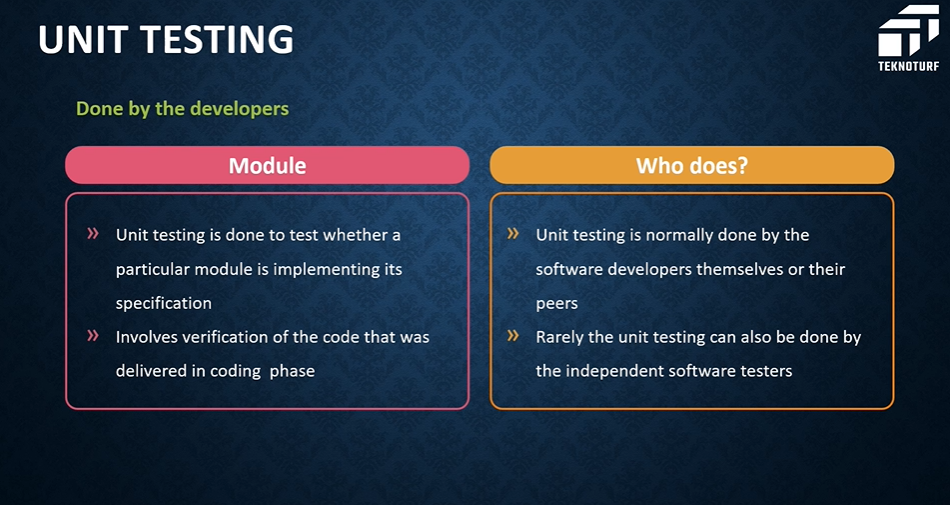 UNIT TESTING
TEKNOTURF
Done by the developers
Module
» Unit testing is done to test whether a
particular module is implementing its
specification
» Involves verification of the code that was
delivered in coding phase
Who does?
» Unit testing is normally done by the
software developers themselves or their
peers
» Rarely the unit testing can also be done by
the independent software testers